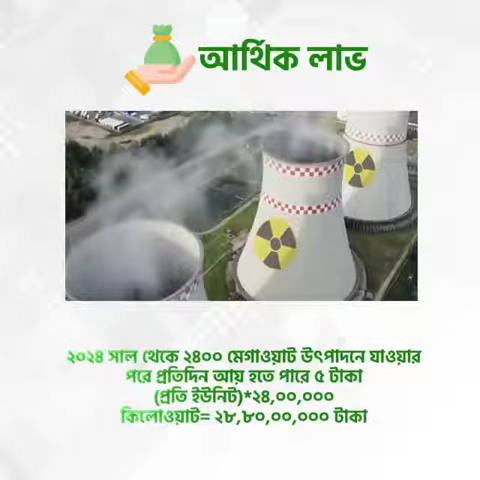 আর্থিক লাভ
২০২৪ সাল থেকে ২৪০০ মেগাওয়াট উৎপাদনে যাওয়ার
পরে প্রতিদিন আয় হতে পারে ৫ টাকা
(প্রতি ইউনিট)*২৪,০০,০০০
কিলোওয়াট= ২৮,৮০,০০,০০০ টাকা